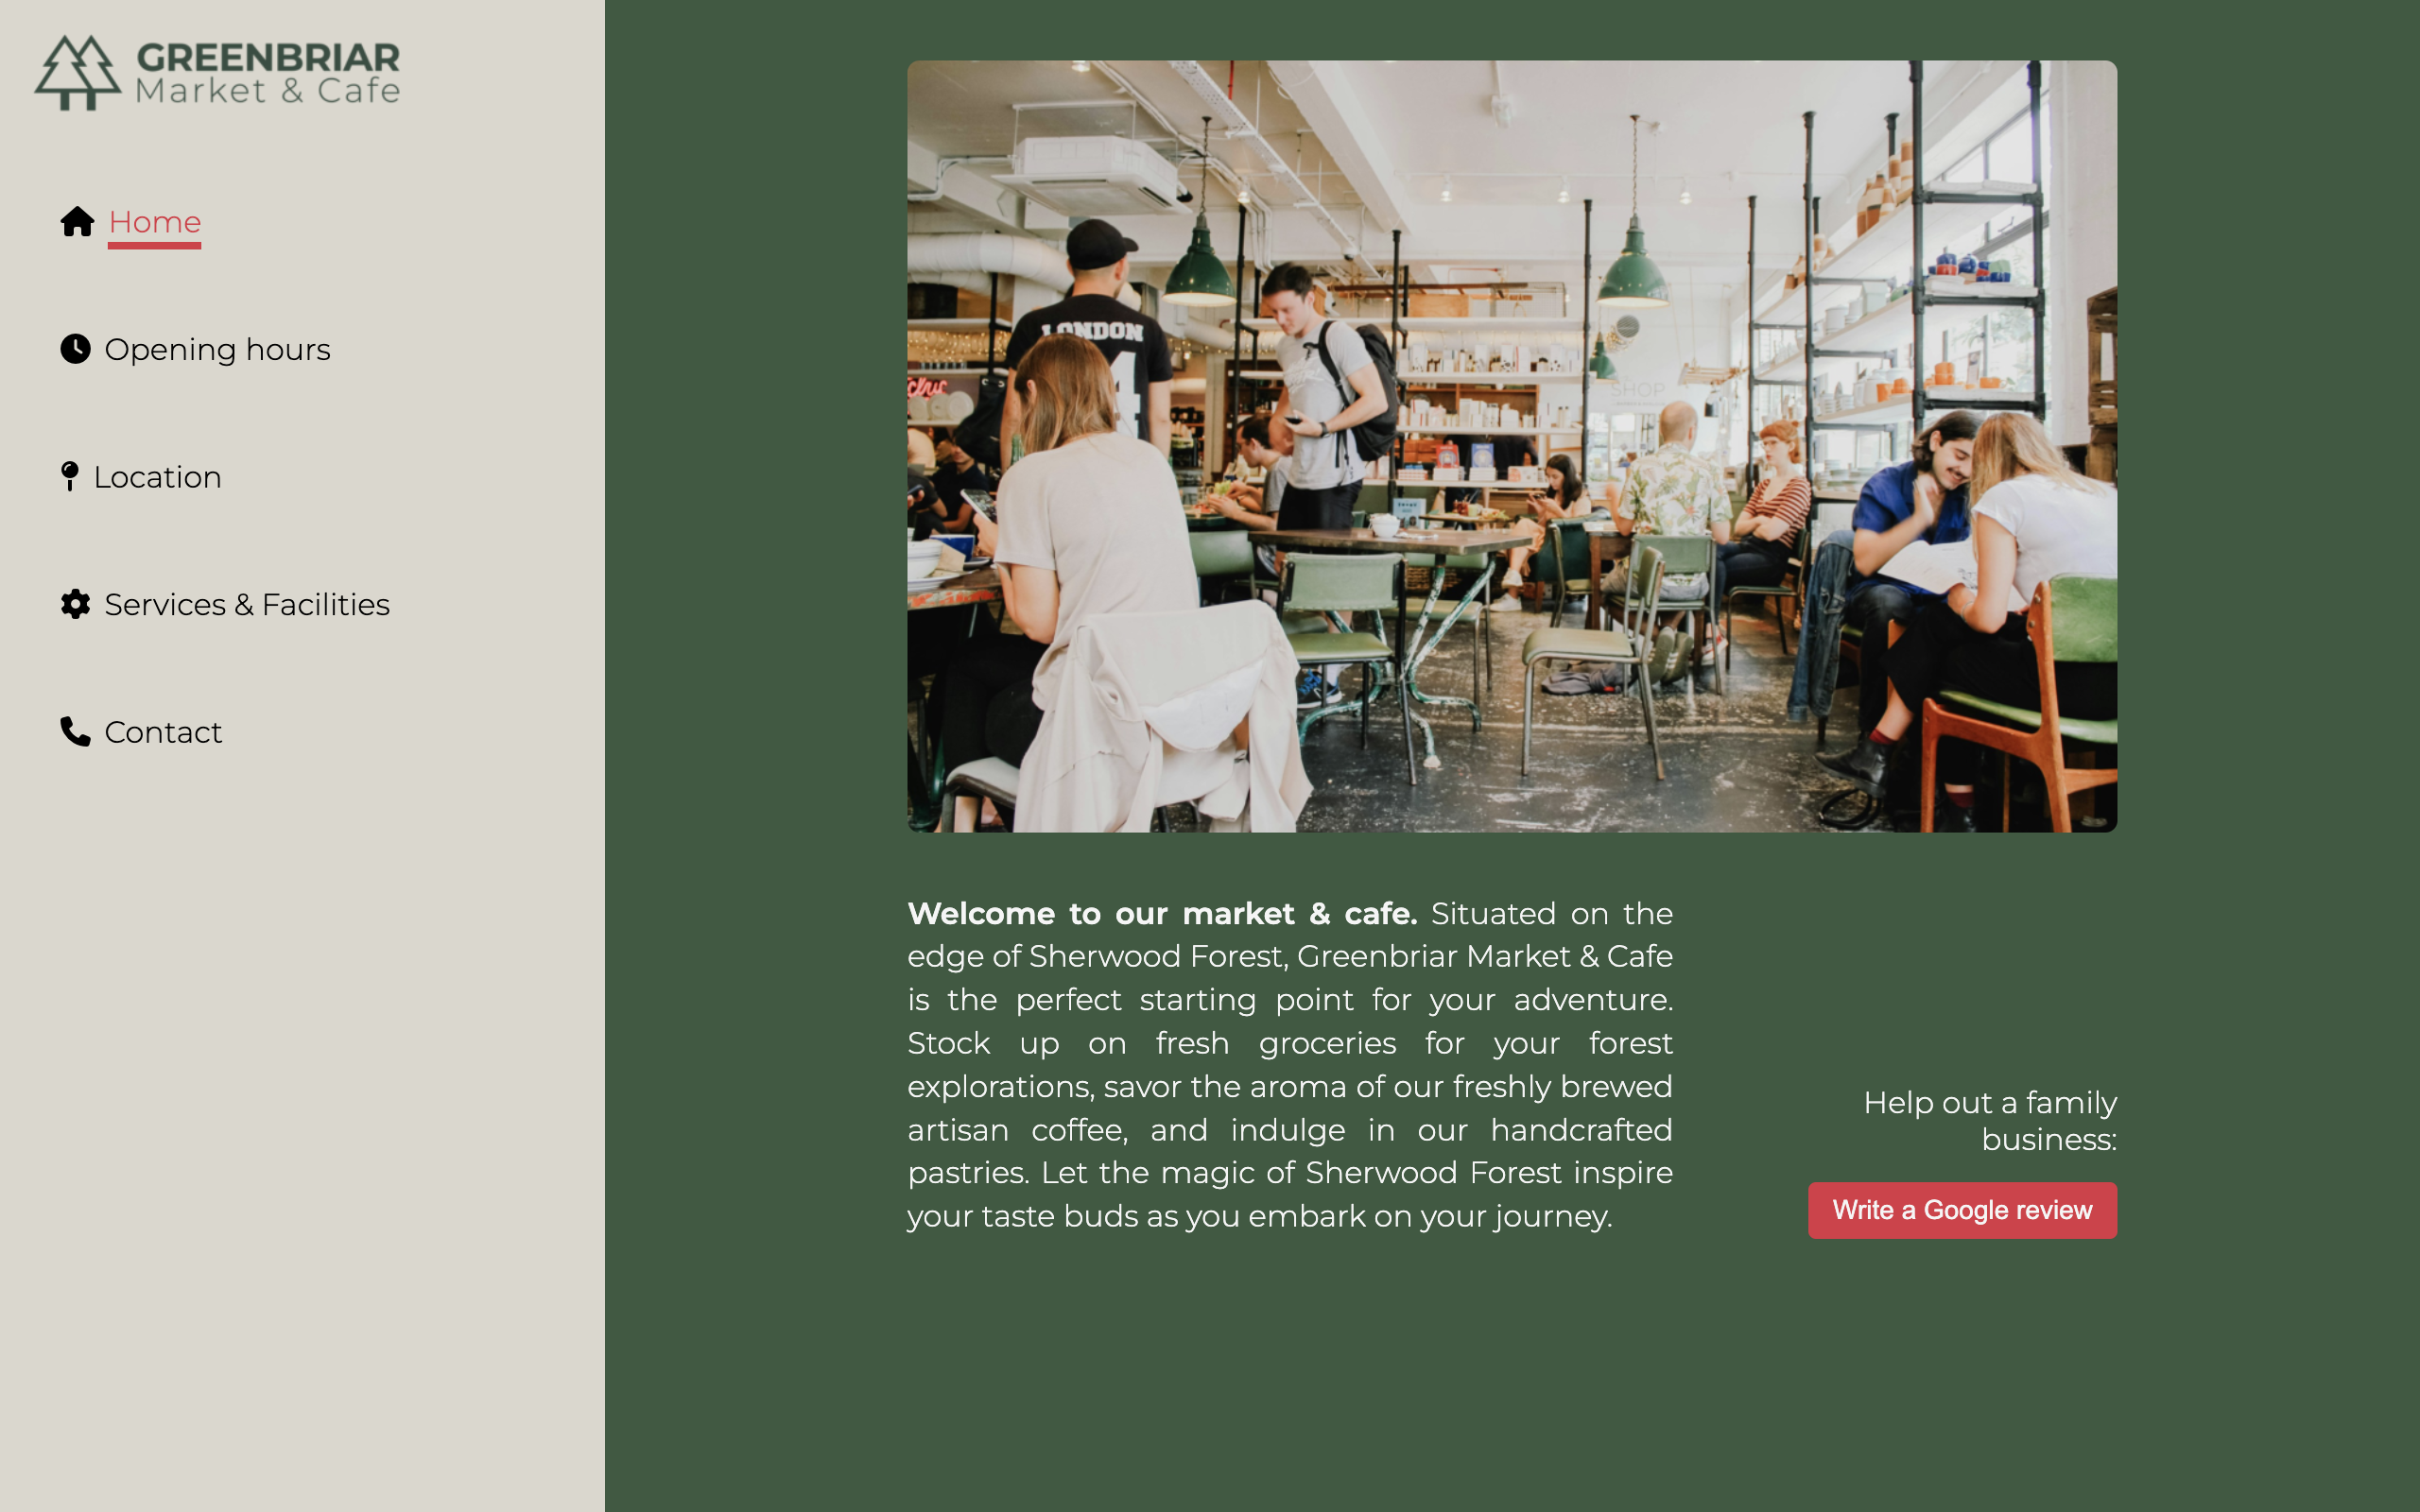 GREENBRIAR
Market & Cafe
Home
Opening hours
Location
Services & Facilities
Contact
LONDON
SHOP
Welcome to our market & cafe. Situated on the
edge of Sherwood Forest, Greenbriar Market & Cafe
is the perfect starting point for your adventure.
Stock up on fresh groceries for your forest
explorations, savor the aroma of our freshly brewed
artisan coffee, and indulge in our handcrafted
pastries. Let the magic of Sherwood Forest inspire
your taste buds as you embark on your journey.
Help out a family
business:
Write a Google review